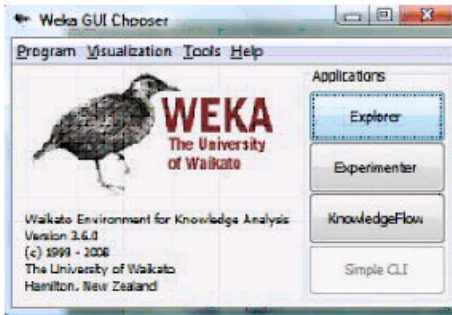 Weka GUI Chooser
Program Visualization Tools Help
Applications
WEKA
The University
of Waikato
Explorer
Experimenter
KnowledgeFlow
Simple CLI
Waikato Environment for Knowledge Analysis
Version 3.6.0
(c) 1999 - 2008
The University of Waikato
Hamilton, New Zealand